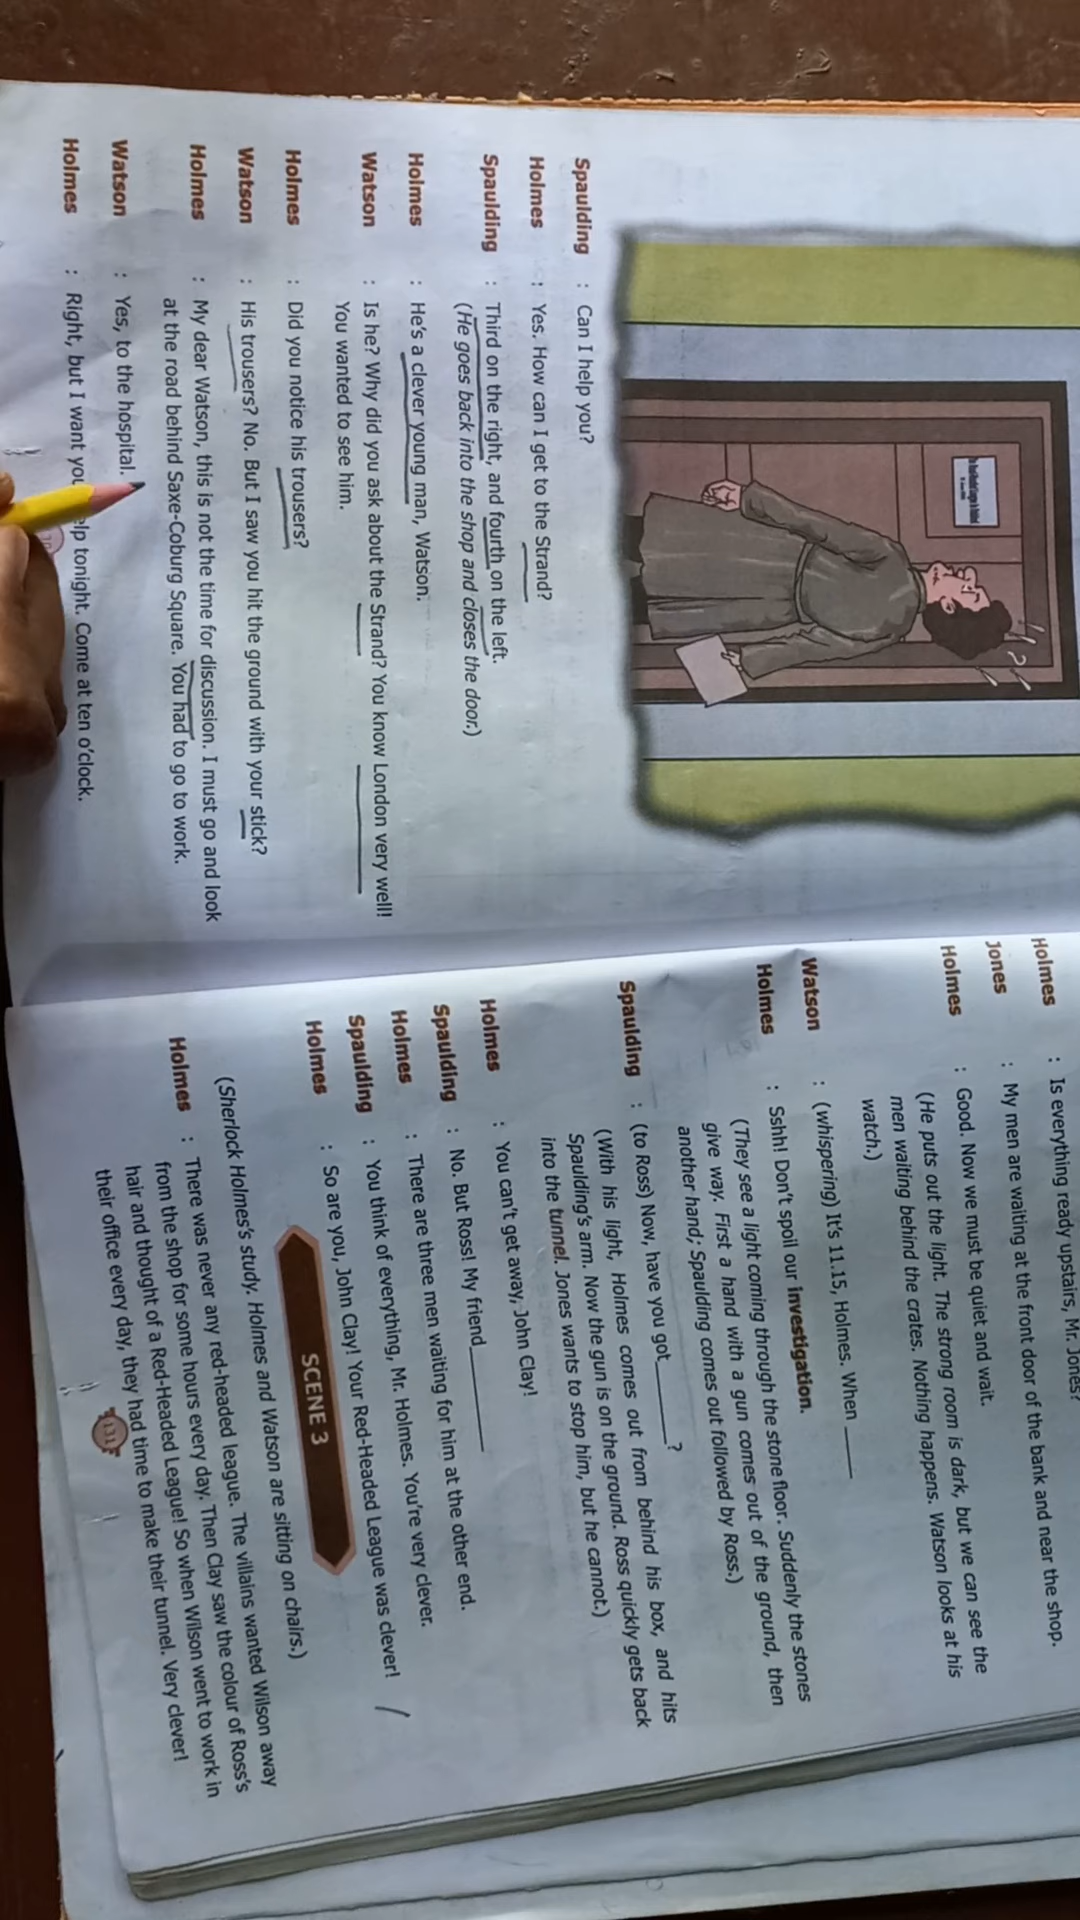 Spaulding : Can I help you?
Holmes : Yes. How can I get to the Strand?
Spaulding : Third on the right, and fourth on the left.
(He goes back into the shop and closes the door.)
Holmes : He's a clever young man, Watson.
Watson : Is he? Why did you ask about the Strand? You know London very well!
You wanted to see him.
Holmes : Did you notice his trousers?
Watson : His trousers? No. But I saw you hit the ground with your stick?
Holmes : My dear Watson, this is not the time for discussion. I must go and look
at the road behind Saxe-Coburg Square. You had to go to work.
Watson : Yes, to the hospital.
Holmes : Right, but I want tonight. Come at ten o'clock.
Holmes : Is everything ready upstairs, Mr. Jones?
Jones : My men are waiting at the front door of the bank and near the shop.
Holmes : Good. Now we must be quiet and wait.
(He puts out the light. The strong room is dark, but we can see the
men waiting behind the crates. Nothing happens. Watson looks at his
watch.)
Watson : (whispering) It's 11.15, Holmes. When ______
Holmes : Sshh! Don't spoil our investigation.
(They see a light coming through the stone floor. Suddenly the stones
give way. First a hand with a gun comes out of the ground, then
another hand; Spaulding comes out followed by Ross.)
Spaulding : (to Ross) Now, have you got________?
(With his light, Holmes comes out from behind his box, and hits
Spaulding's arm. Now the gun is on the ground. Ross quickly gets back
into the tunnel. Jones wants to stop him, but he cannot.)
Holmes : You can't get away, John Clay!
Spaulding : No. But Ross! My friend__________
Holmes : There are three men waiting for him at the other end.
Spaulding : You think of everything, Mr. Holmes. You're very clever.
Holmes : So are you, John Clay! Your Red-Headed League was clever!
SCENE 3
(Sherlock Holmes's study. Holmes and Watson are sitting on chairs.)
Holmes : There was never any red-headed league. The villains wanted Wilson away
from the shop for some hours every day. Then Clay saw the colour of Ross's
hair and thought of a Red-Headed League! So when Wilson went to work in
their office every day, they had time to make their tunnel. Very clever!
131